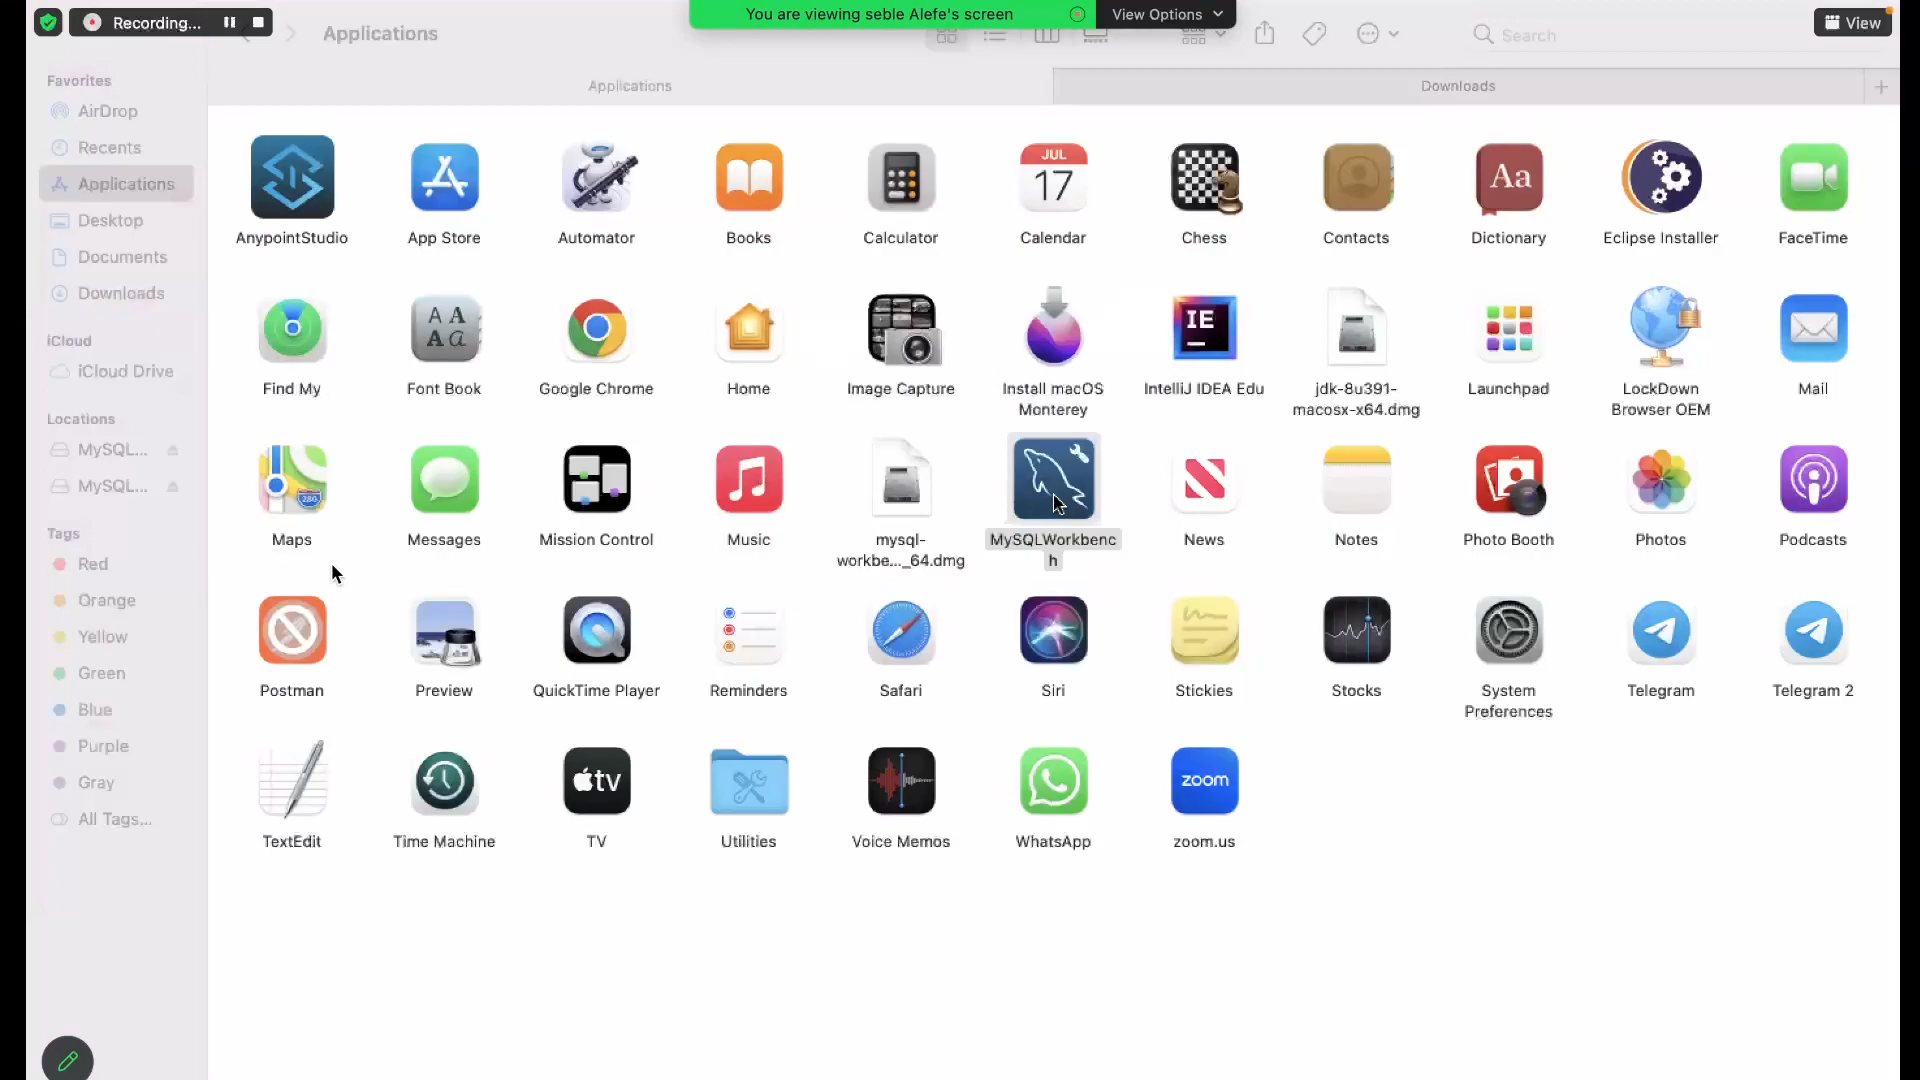 Recording...
You are viewing seble Alefe's screen
View Options
View
Applications
Search
Applications
Downloads
Favorites
AirDrop
Recents
Applications
Desktop
Documents
Downloads
iCloud
iCloud Drive
Locations
MySQL...
MySQL...
Tags
Red
Orange
Yellow
Green
Blue
Purple
Gray
All Tags...
JUL
17
Aa
AnypointStudio
App Store
Automator
Books
Calculator
Calendar
Chess
Contacts
Dictionary
Eclipse Installer
FaceTime
A A
A a
IE
Find My
Font Book
Google Chrome
Home
Image Capture
Install macOS
Monterey
IntelliJ IDEA Edu
jdk-8u391-
macosx-x64.dmg
Launchpad
LockDown
Browser OEM
Mail
280
Maps
Messages
Mission Control
Music
mysql-
workbe..._64.dmg
MySQLWorkbenc
h
News
Notes
Photo Booth
Photos
Podcasts
Postman
Preview
QuickTime Player
Reminders
Safari
Siri
Stickies
Stocks
System
Preferences
Telegram
Telegram 2
tv
zoom
TextEdit
Time Machine
TV
Utilities
Voice Memos
WhatsApp
zoom.us